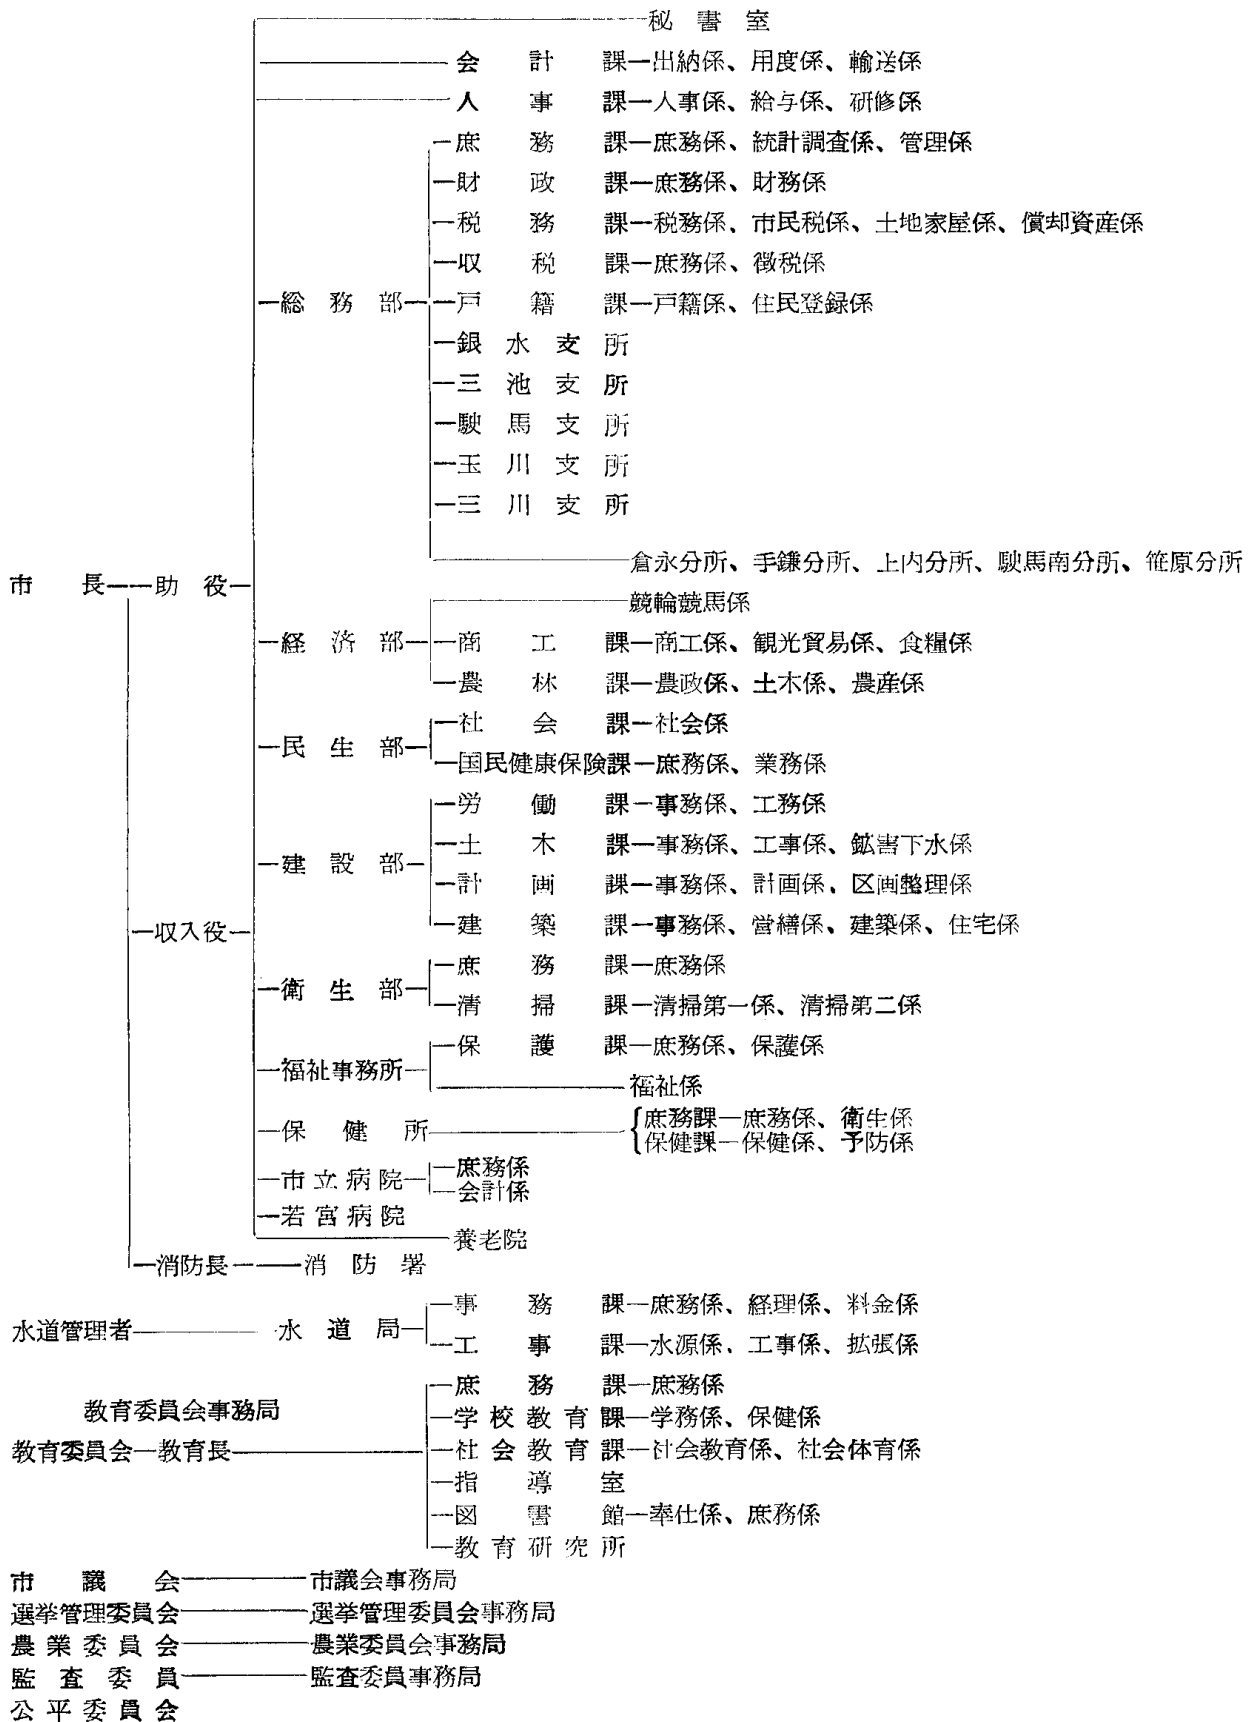 秘書室
会計課―出納係、用度係、輸送係
人事課―人事係、給与係、研修係
庶務課―庶務係、統計調査係、管理係
財政課―庶務係、財務係
税務課―税務係、市民税係、土地家屋係、償却資産係
収税課―庶務係、徴税係
総務部―戸籍課―戸籍係、住民登録係
銀水支所
三池支所
駛馬支所
玉川支所
三川支所
倉永分所、手鎌分所、上内分所、駛馬南分所、笹原分所
市長――助役
競輪競馬係
経済部―商工課―商工係、観光貿易係、食糧係
農林課―農政係、土木係、農産係
社会課―社会係
民生部
国民健康保険課―庶務係、業務係
労働課―事務係、工務係
土木課―事務係、工事係、鉱害下水係
建設部
計画課―事務係、計画係、区画整理係
収入役
建築課―事務係、営繕係、建築係、住宅係
庶務課―庶務係
衛生部
清掃課―清掃第一係、清掃第二係
保護課―庶務係、保護係
福祉事務所
福祉係
庶務課―庶務係、衛生係
保健所
保健課―保健係、予防係
庶務係
市立病院
会計係
若宮病院
養老院
消防長――消防署
事務課―庶務係、経理係、料金係
水道管理者――水道局
工事課―水源係、工事係、拡張係
庶務課―庶務係
教育委員会事務局
学校教育課―学務係、保健係
教育委員会―教育長――社会教育課―社会教育係、社会体育係
指導室
図書館―奉仕係、庶務係
教育研究所
市議会――市議会事務局
選挙管理委員会――選挙管理委員会事務局
農業委員会――農業委員会事務局
監査委員――監査委員事務局
公平委員会